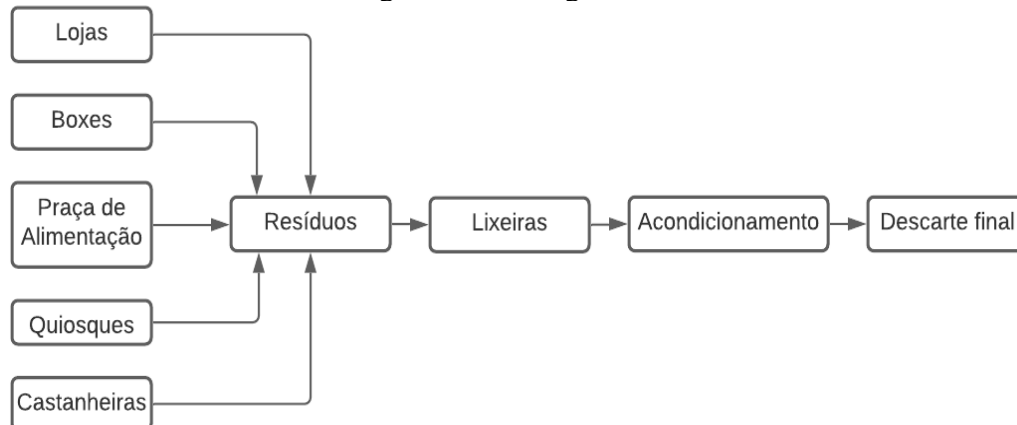 Lojas
Boxes
Praça de
Alimentação
Quiosques
Castanheiras
Resíduos
Lixeiras
Acondicionamento
Descarte final